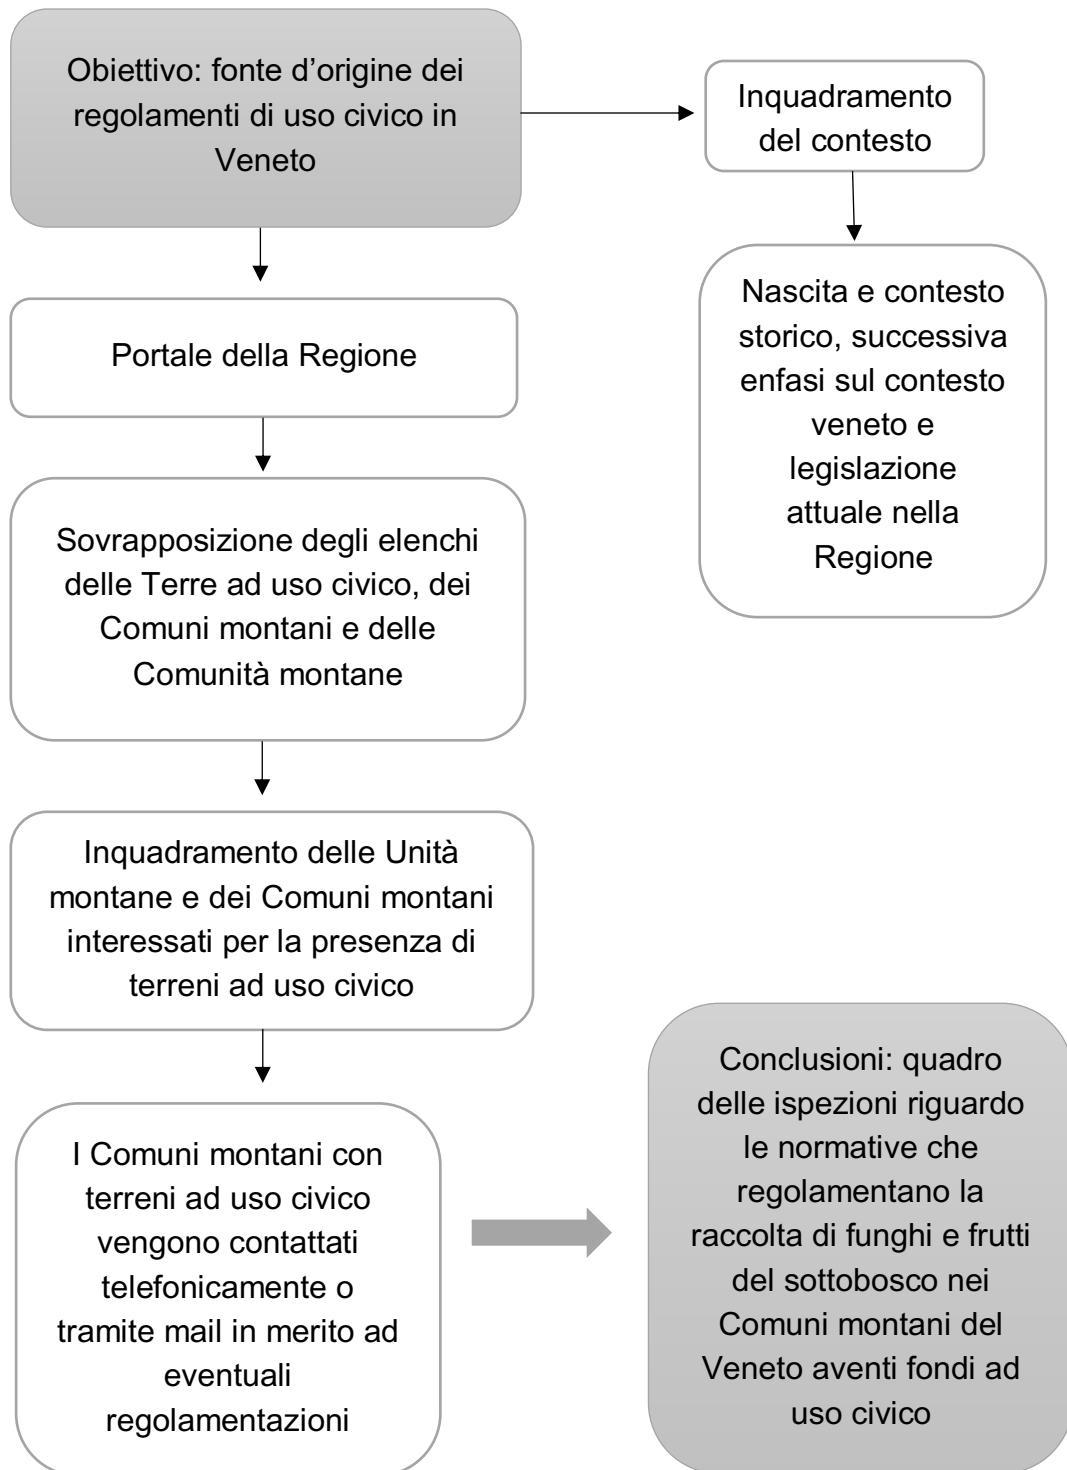 Obiettivo: fonte d’origine dei
regolamenti di uso civico in
Veneto
Inquadramento
del contesto
Nascita e contesto
storico, successiva
enfasi sul contesto
veneto e
legislazione
attuale nella
Regione
Portale della Regione
Sovrapposizione degli elenchi
delle Terre ad uso civico, dei
Comuni montani e delle
Comunità montane
Inquadramento delle Unità
montane e dei Comuni montani
interessati per la presenza di
terreni ad uso civico
I Comuni montani con
terreni ad uso civico
vengono contattati
telefonicamente o
tramite mail in merito ad
eventuali
regolamentazioni
Conclusioni: quadro
delle ispezioni riguardo
le normative che
regolamentano la
raccolta di funghi e frutti
del sottobosco nei
Comuni montani del
Veneto aventi fondi ad
uso civico